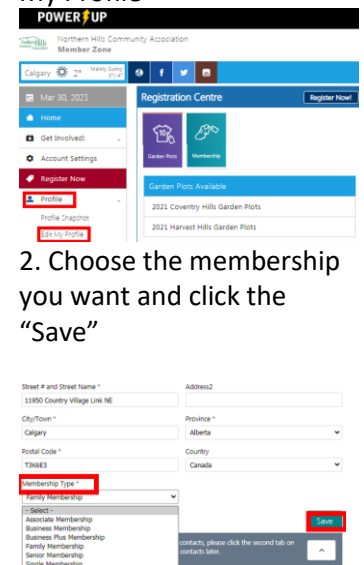 My Profile
POWER UP
Northern Hills Community Association
Member Zone
Calgary 2° Mainly Sunny
Mar 30, 2021
Registration Centre
Register Now!
Home
Get Involved!
Account Settings
Register Now
Profile
Profile Snapshot
Edit My Profile
Garden Plots
Membership
Garden Plots Available
2021 Coventry Hills Garden Plots
2021 Harvest Hills Garden Plots
2. Choose the membership
you want and click the
“Save”
Street # and Street Name *
Address2
11950 Country Village Link NE
City/Town *
Province *
Calgary
Alberta
Postal Code *
Country
T3K6E3
Canada
Membership Type *
Family Membership
- Select -
Associate Membership
Business Membership
Business Plus Membership
Family Membership
Senior Membership
Single Membership
Save
contacts, please click the second tab on
contacts later.